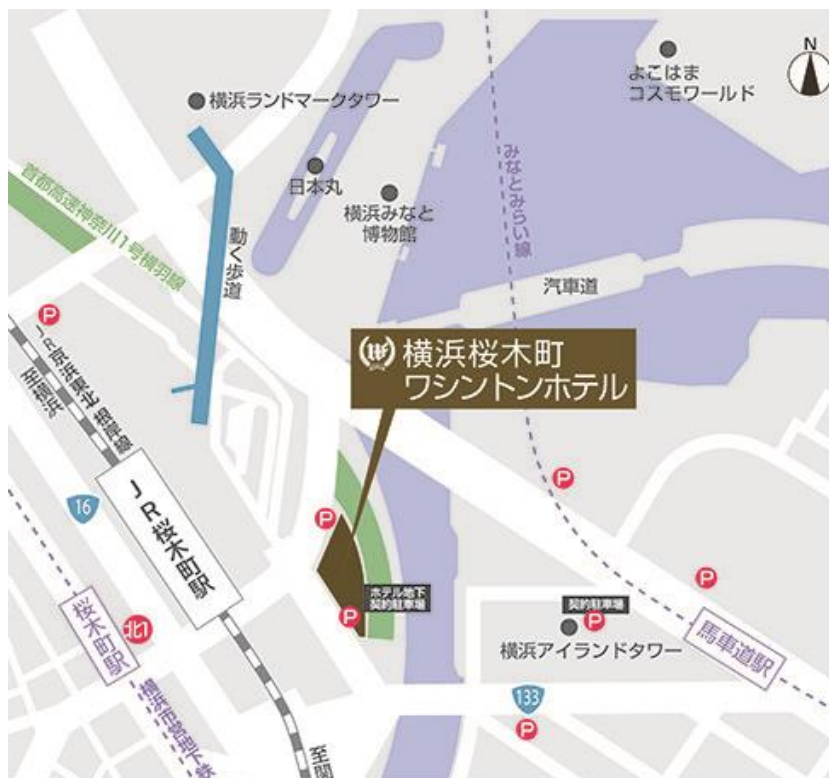 N
よこはま
コスモワールド
横浜ランドマークタワー
日本丸
横浜みなと
博物館
みなとみらい線
首都高速神奈川1号横羽線
動く歩道
汽車道
横浜桜木町
ワシントンホテル
P
JR京浜東北 根岸線
至横浜
16
JR桜木町駅
P
P
ホテル地下
契約駐車場
P
P
契約駐車場
P
横浜アイランドタワー
馬車道駅
桜木町駅
北1
横浜市営地下鉄
133
P
至関